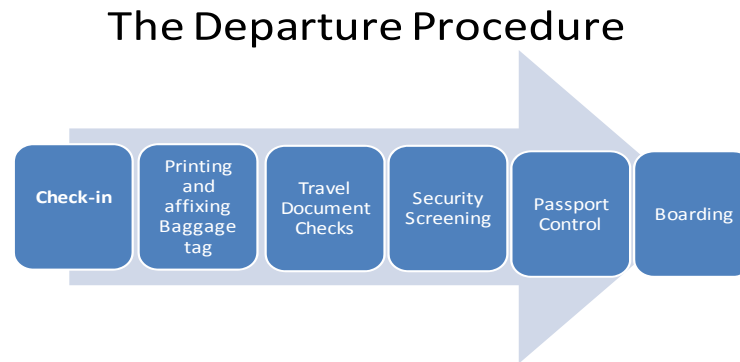 The Departure Procedure
Check-in
Printing
and
affixing
Baggage
tag
Travel
Document
Checks
Security
Screening
Passport
Control
Boarding